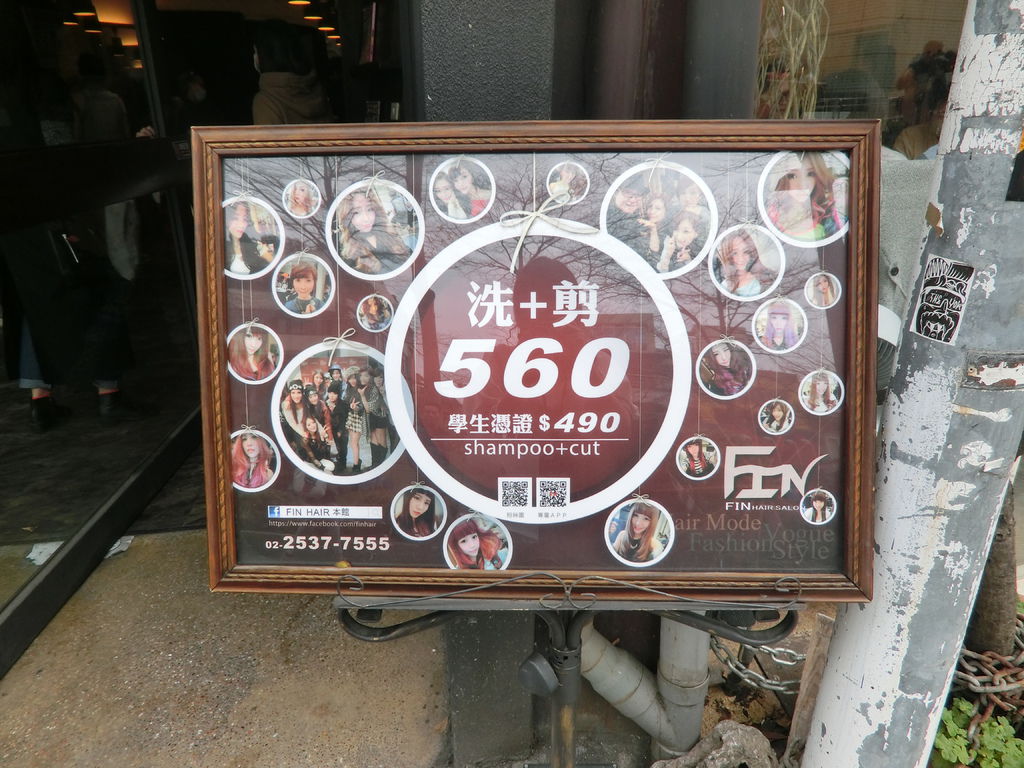 洗+剪
560
學生憑證 $490
shampoo+cut
FIN
FIN HAIR SALON
FIN HAIR 本館
https://www.facebook.com/finhair
02-2537-7555
air Mode
Vogue
Fashion
Style